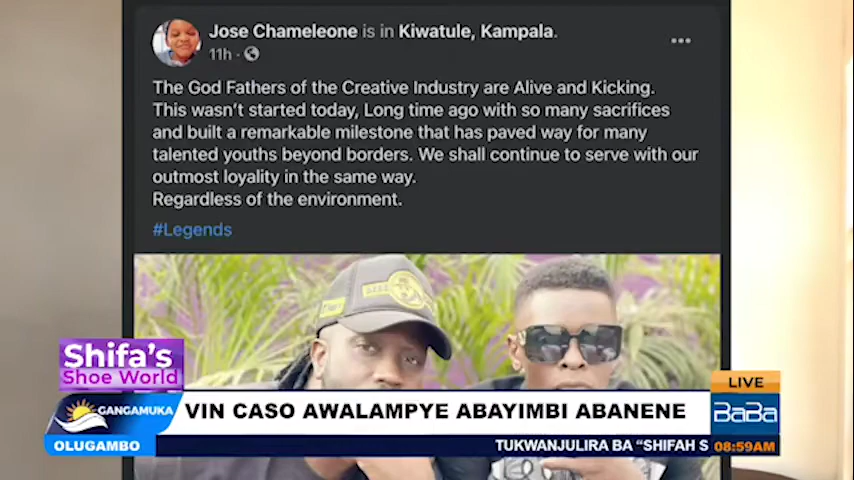 Jose Chameleone is in Kiwatule, Kampala.
11h ·
The God Fathers of the Creative Industry are Alive and Kicking.
This wasn't started today, Long time ago with so many sacrifices
and built a remarkable milestone that has paved way for many
talented youths beyond borders. We shall continue to serve with our
outmost loyality in the same way.
Regardless of the environment.
#Legends
Shifa's
Shoe World
GANGAMUKA
OLUGAMBO
VIN CASO AWALAMPYE ABAYIMBI ABANENE
TUKWANJULIRA BA “SHIFAH S
LIVE
BaBa
08:59AM